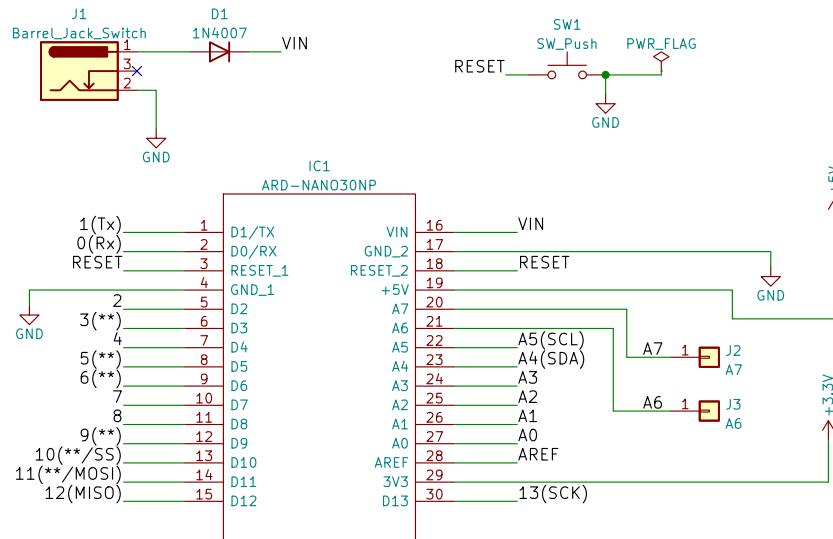 J1
Barrel_Jack_Switch
1
3
2
GND
D1
1N4007
VIN
SW1
SW_Push
RESET
GND
PWR_FLAG
+5V
IC1
ARD-NANO30NP
1(Tx) 1 D1/TX
0(Rx) 2 D0/RX
RESET 3 RESET_1
4 GND_1
GND
2 5 D2
3(**) 6 D3
4 7 D4
5(**) 8 D5
6(**) 9 D6
7 10 D7
8 11 D8
9(**) 12 D9
10(**/SS) 13 D10
11(**/MOSI) 14 D11
12(MISO) 15 D12
VIN 16 VIN
GND_2 17
GND
RESET_2 18 RESET
+5V 19
A7 20
A6 21
A5 22 A5(SCL)
A4 23 A4(SDA)
A3 24 A3
A2 25 A2
A1 26 A1
A0 27 A0
AREF 28 AREF
3V3 29
D13 30 13(SCK)
A7 1 J2
A7
A6 1 J3
A6
+3.3V